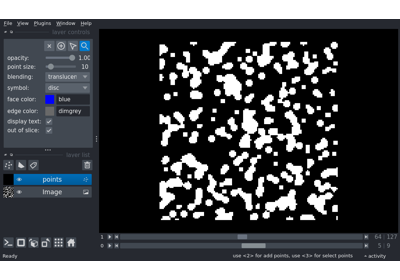 File View Plugins Window Help
layer controls
opacity: 1.00
point size: 10
blending: translucen
symbol: disc
face color: blue
edge color: dimgrey
display text:
out of slice:
layer list
points
Image
1 64 127
0 5 9
Ready use <2> for add points, use <3> for select points activity